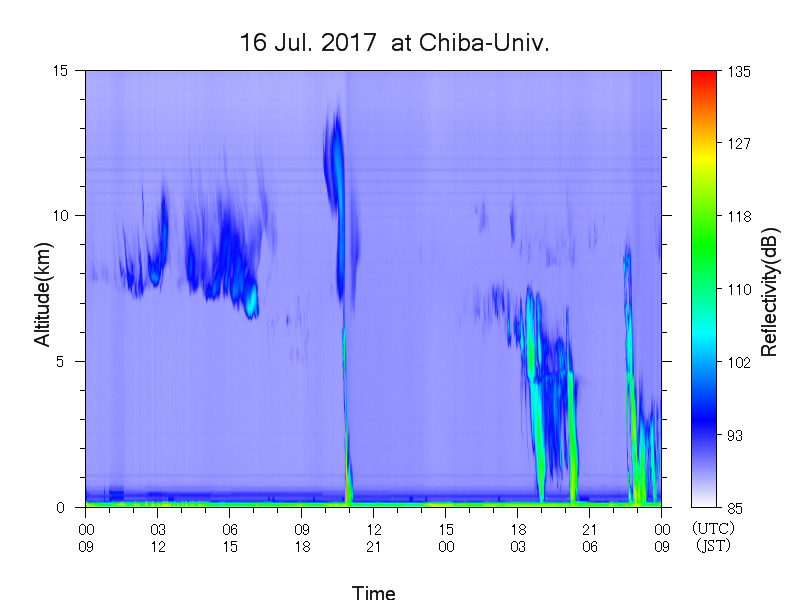 16 Jul. 2017  at Chiba-Univ.
15
10
5
0
Altitude(km)
135
127
118
110
102
93
85
Reflectivity(dB)
00 03 06 09 12 15 18 21 00 (UTC)
09 12 15 18 21 00 03 06 09 (JST)
Time